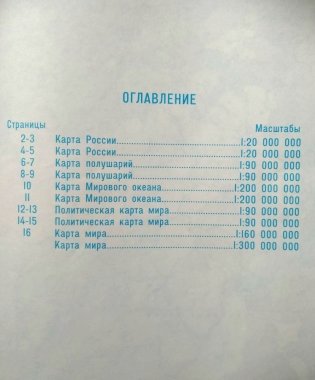 ОГЛАВЛЕНИЕ
Страницы Масштабы
2-3 Карта России 1:20 000 000
4-5 Карта России 1:20 000 000
6-7 Карта полушарий 1:90 000 000
8-9 Карта полушарий 1:90 000 000
10 Карта Мирового океана 1:200 000 000
11 Карта Мирового океана 1:200 000 000
12-13 Политическая карта мира 1:90 000 000
14-15 Политическая карта мира 1:90 000 000
16 Карта мира 1:160 000 000
Карта мира 1:300 000 000